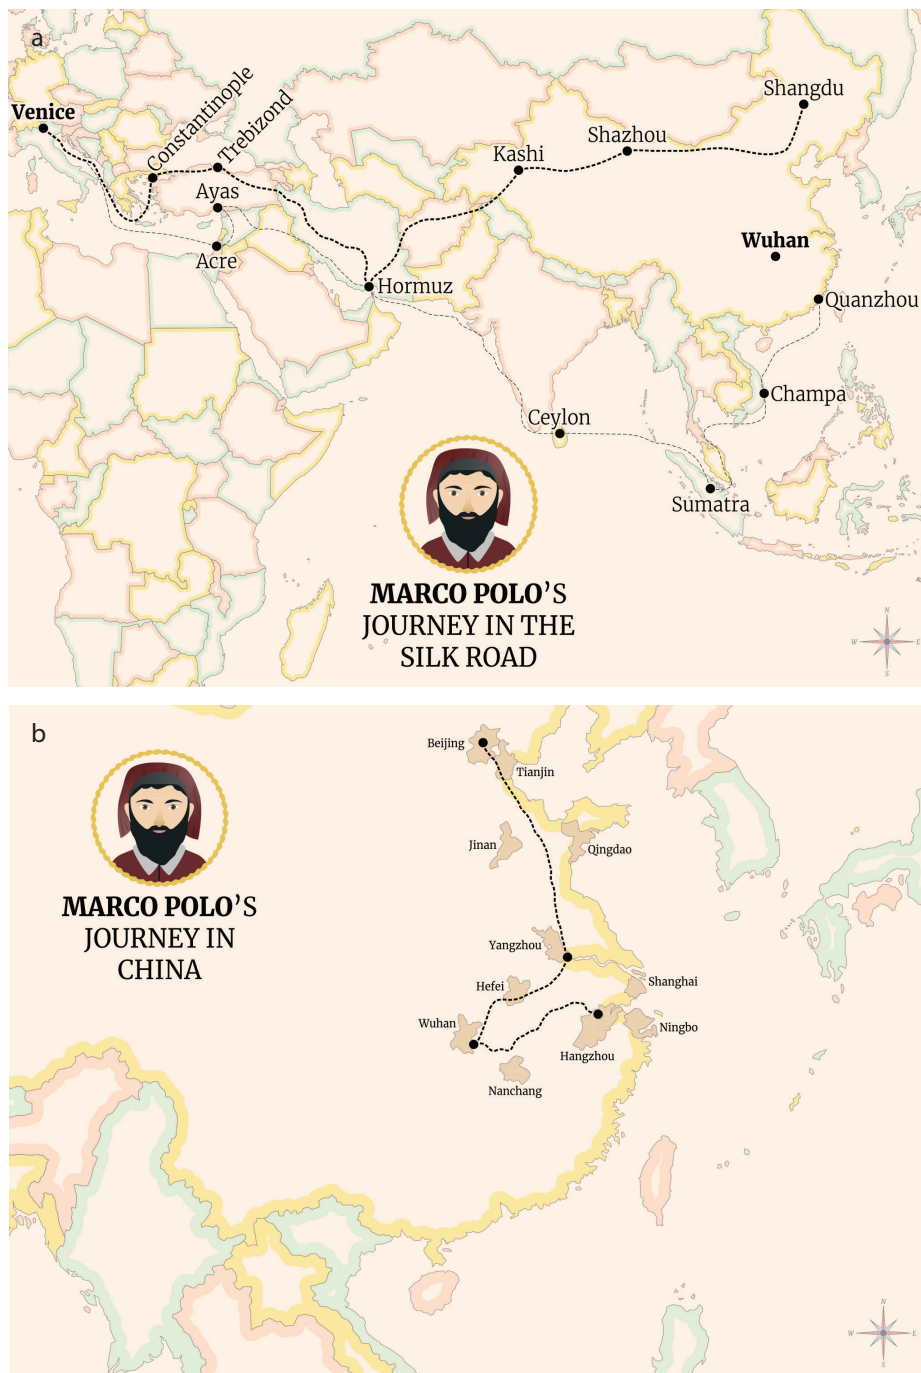 a
Venice
Constantinople
Trebizond
Ayas
Acre
Hormuz
Kashi
Shazhou
Shangdu
Wuhan
Quanzhou
Champa
Ceylon
Sumatra
MARCO POLO’S
JOURNEY IN THE
SILK ROAD
N
W
E
S
b
MARCO POLO’S
JOURNEY IN
CHINA
Beijing
Tianjin
Jinan
Qingdao
Yangzhou
Hefei
Shanghai
Wuhan
Ningbo
Hangzhou
Nanchang
N
W
E
S